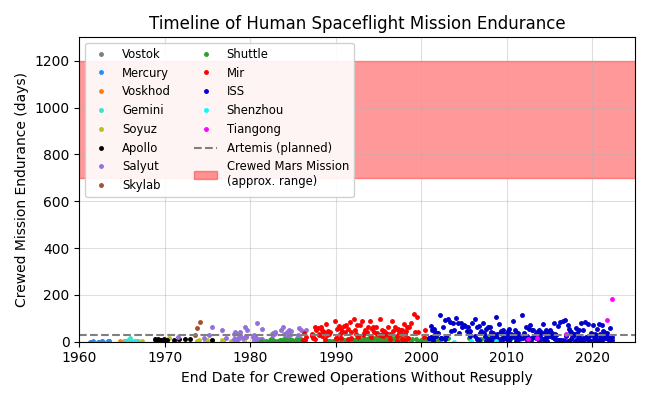 Timeline of Human Spaceflight Mission Endurance
Crewed Mission Endurance (days)
1200
1000
800
600
400
200
0
Vostok
Mercury
Voskhod
Gemini
Soyuz
Apollo
Salyut
Skylab
Shuttle
Mir
ISS
Shenzhou
Tiangong
Artemis (planned)
Crewed Mars Mission
(approx. range)
1960 1970 1980 1990 2000 2010 2020
End Date for Crewed Operations Without Resupply